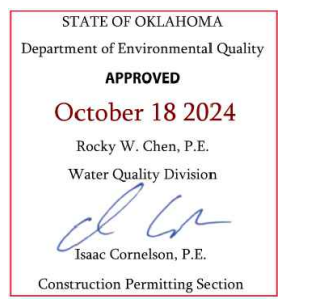 STATE OF OKLAHOMA
Department of Environmental Quality
APPROVED
October 18 2024
Rocky W. Chen, P.E.
Water Quality Division
Isaac Cornelson, P.E.
Construction Permitting Section